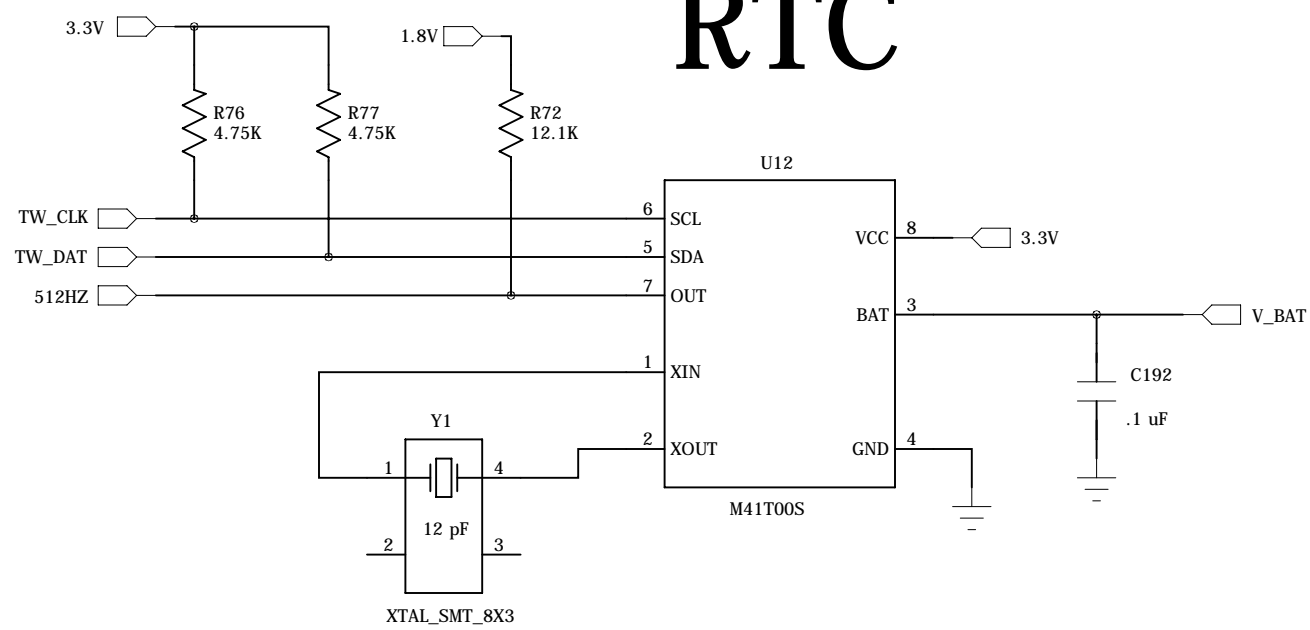 RTC
3.3V
1.8V
R76
4.75K
R77
4.75K
R72
12.1K
U12
TW_CLK
6
SCL
TW_DAT
5
SDA
512HZ
7
OUT
VCC
8
3.3V
BAT
3
V_BAT
1
XIN
C192
.1 uF
Y1
2
XOUT
GND
4
1
4
12 pF
2
3
M41T00S
XTAL_SMT_8X3